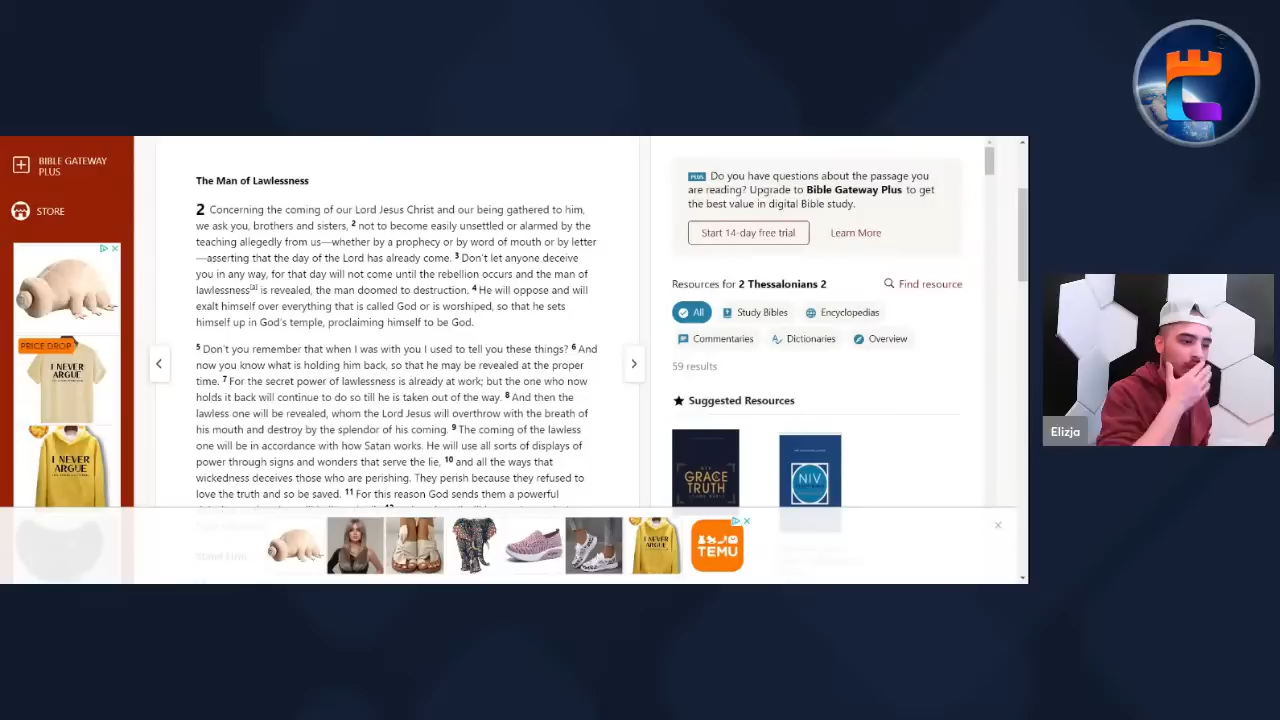 BIBLE GATEWAY
PLUS
STORE
PRICE DROP
I NEVER
ARGUE
I NEVER
ARGUE
The Man of Lawlessness
2 Concerning the coming of our Lord Jesus Christ and our being gathered to him,
we ask you, brothers and sisters, 2 not to become easily unsettled or alarmed by the
teaching allegedly from us—whether by a prophecy or by word of mouth or by letter
—asserting that the day of the Lord has already come. 3 Don't let anyone deceive
you in any way, for that day will not come until the rebellion occurs and the man of
lawlessness[a] is revealed, the man doomed to destruction. 4 He will oppose and will
exalt himself over everything that is called God or is worshiped, so that he sets
himself up in God's temple, proclaiming himself to be God.
5 Don't you remember that when I was with you I used to tell you these things? 6 And
now you know what is holding him back, so that he may be revealed at the proper
time. 7 For the secret power of lawlessness is already at work; but the one who now
holds it back will continue to do so till he is taken out of the way. 8 And then the
lawless one will be revealed, whom the Lord Jesus will overthrow with the breath of
his mouth and destroy by the splendor of his coming. 9 The coming of the lawless
one will be in accordance with how Satan works. He will use all sorts of displays of
power through signs and wonders that serve the lie, 10 and all the ways that
wickedness deceives those who are perishing. They perish because they refused to
love the truth and so be saved. 11 For this reason God sends them a powerful
Stand Firm
PLUS Do you have questions about the passage you
are reading? Upgrade to Bible Gateway Plus to get
the best value in digital Bible study.
Start 14-day free trial
Learn More
Resources for 2 Thessalonians 2
Find resource
All
Study Bibles
Encyclopedias
Commentaries
Dictionaries
Overview
59 results
Suggested Resources
GRACE
TRUTH
NIV
I NEVER
ARGUE
TEMU
Elizja